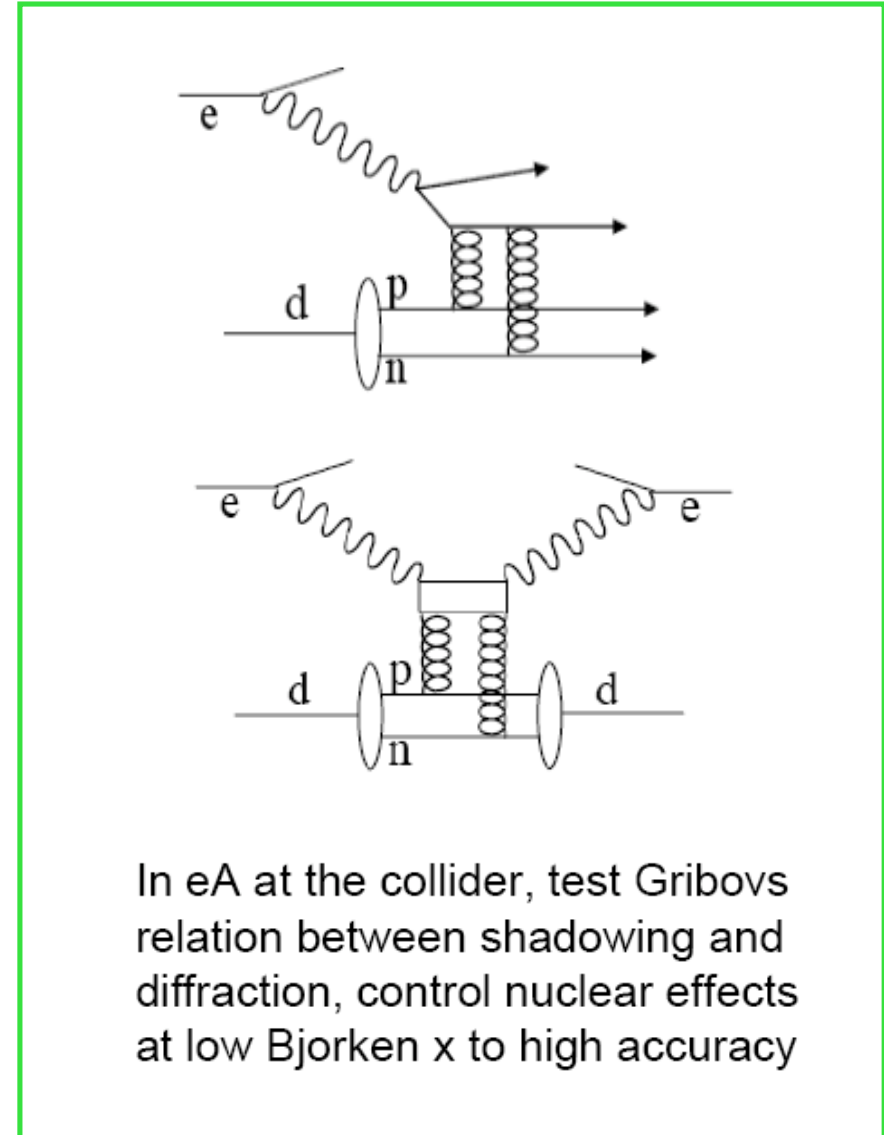 e
d
p
n
e
e
d
p
d
n
In eA at the collider, test Gribovs
relation between shadowing and
diffraction, control nuclear effects
at low Bjorken x to high accuracy